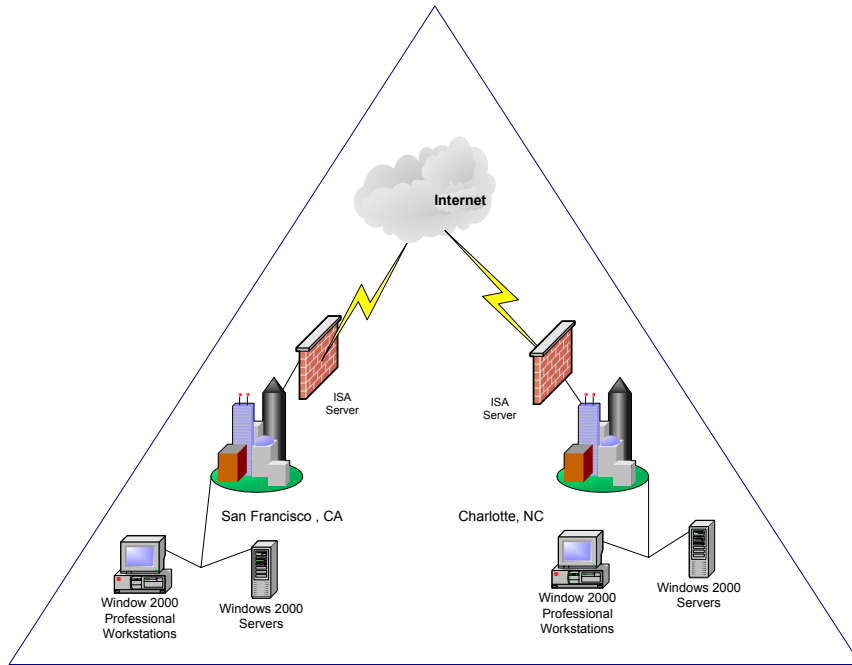 Internet
ISA
Server
ISA
Server
San Francisco , CA
Charlotte, NC
Window 2000
Professional
Workstations
Windows 2000
Servers
Window 2000
Professional
Workstations
Windows 2000
Servers